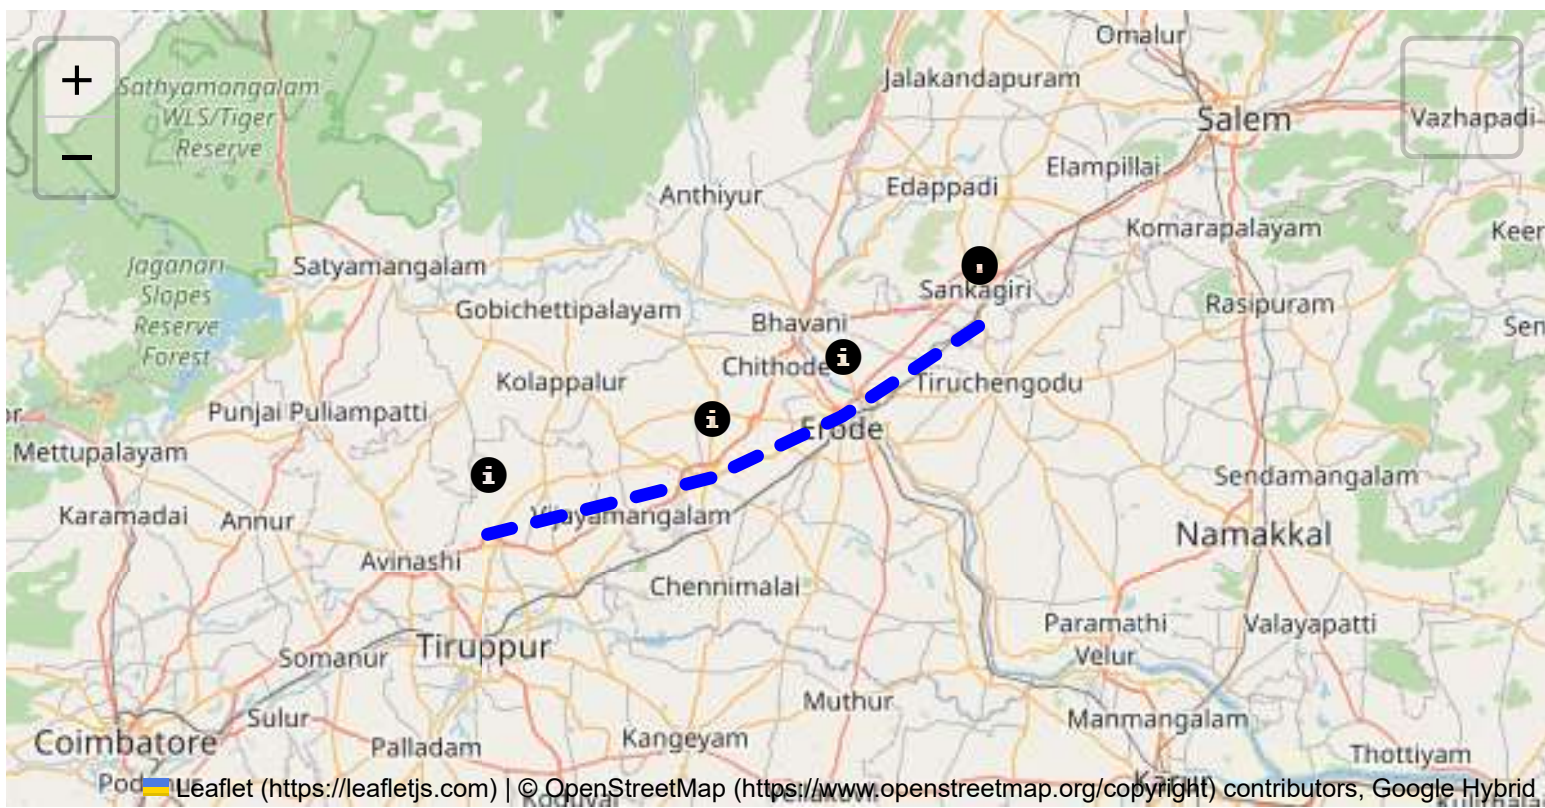 Omalur
Jalakandapuram
Sathyamangalam
WLS/Tiger
Reserve
Salem
Vazhapadi
Elampillai
Edappadi
Anthiyur
Komarapalayam
Keer
Jaganari
Slopes
Reserve
Forest
Satyamangalam
Sankagiri
Rasipuram
Gobichettipalayam
Bhavani
Sen
Chithode
Kolappalur
Tiruchengodu
or
Punjai Puliampatti
Erode
Mettupalayam
Sendamangalam
Karamadai
Annur
Vijayamangalam
Namakkal
Avinashi
Chennimalai
Paramathi
Velur
Valayapatti
Tiruppur
Somanur
Muthur
Sulur
Manmangalam
Coimbatore
Palladam
Kangeyam
Thottiyam
+
−
Leaflet (https://leafletjs.com) | © OpenStreetMap (https://www.openstreetmap.org/copyright) contributors, Google Hybrid